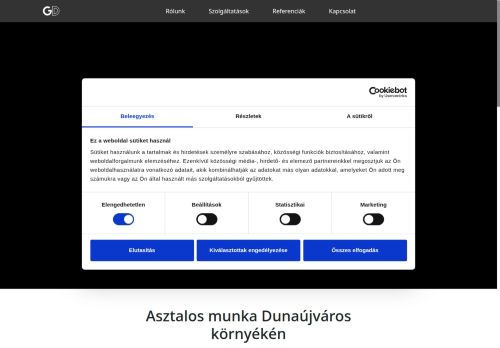 GD
Rólunk
Szolgáltatások
Referenciák
Kapcsolat
Cookiebot
by Usercentrics
Beleegyezés
Részletek
A sütikről
Ez a weboldal sütiket használ
Sütiket használunk a tartalmak és hirdetések személyre szabásához, közösségi funkciók biztosításához, valamint
weboldalforgalmunk elemzéséhez. Ezenkívül közösségi média-, hirdető- és elemező partnereinkkel megosztjuk az Ön
weboldalhasználatra vonatkozó adatait, akik kombinálhatják az adatokat más olyan adatokkal, amelyeket Ön adott meg
számukra vagy az Ön által használt más szolgáltatásokból gyűjtöttek.
Elengedhetetlen
Beállítások
Statisztikai
Marketing
Elutasítás
Kiválasztottak engedélyezése
Összes elfogadás
Asztalos munka Dunaújváros
környékén